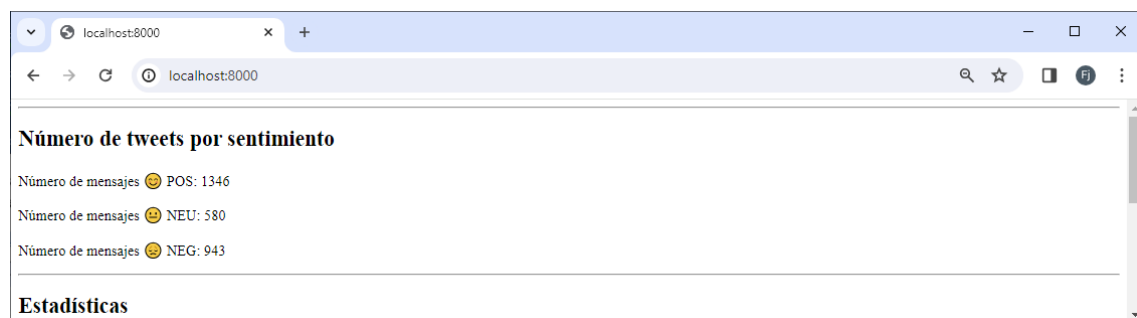 localhost:8000
localhost:8000
Fj
Número de tweets por sentimiento
Número de mensajes 😊 POS: 1346
Número de mensajes 😐 NEU: 580
Número de mensajes 😞 NEG: 943
Estadísticas